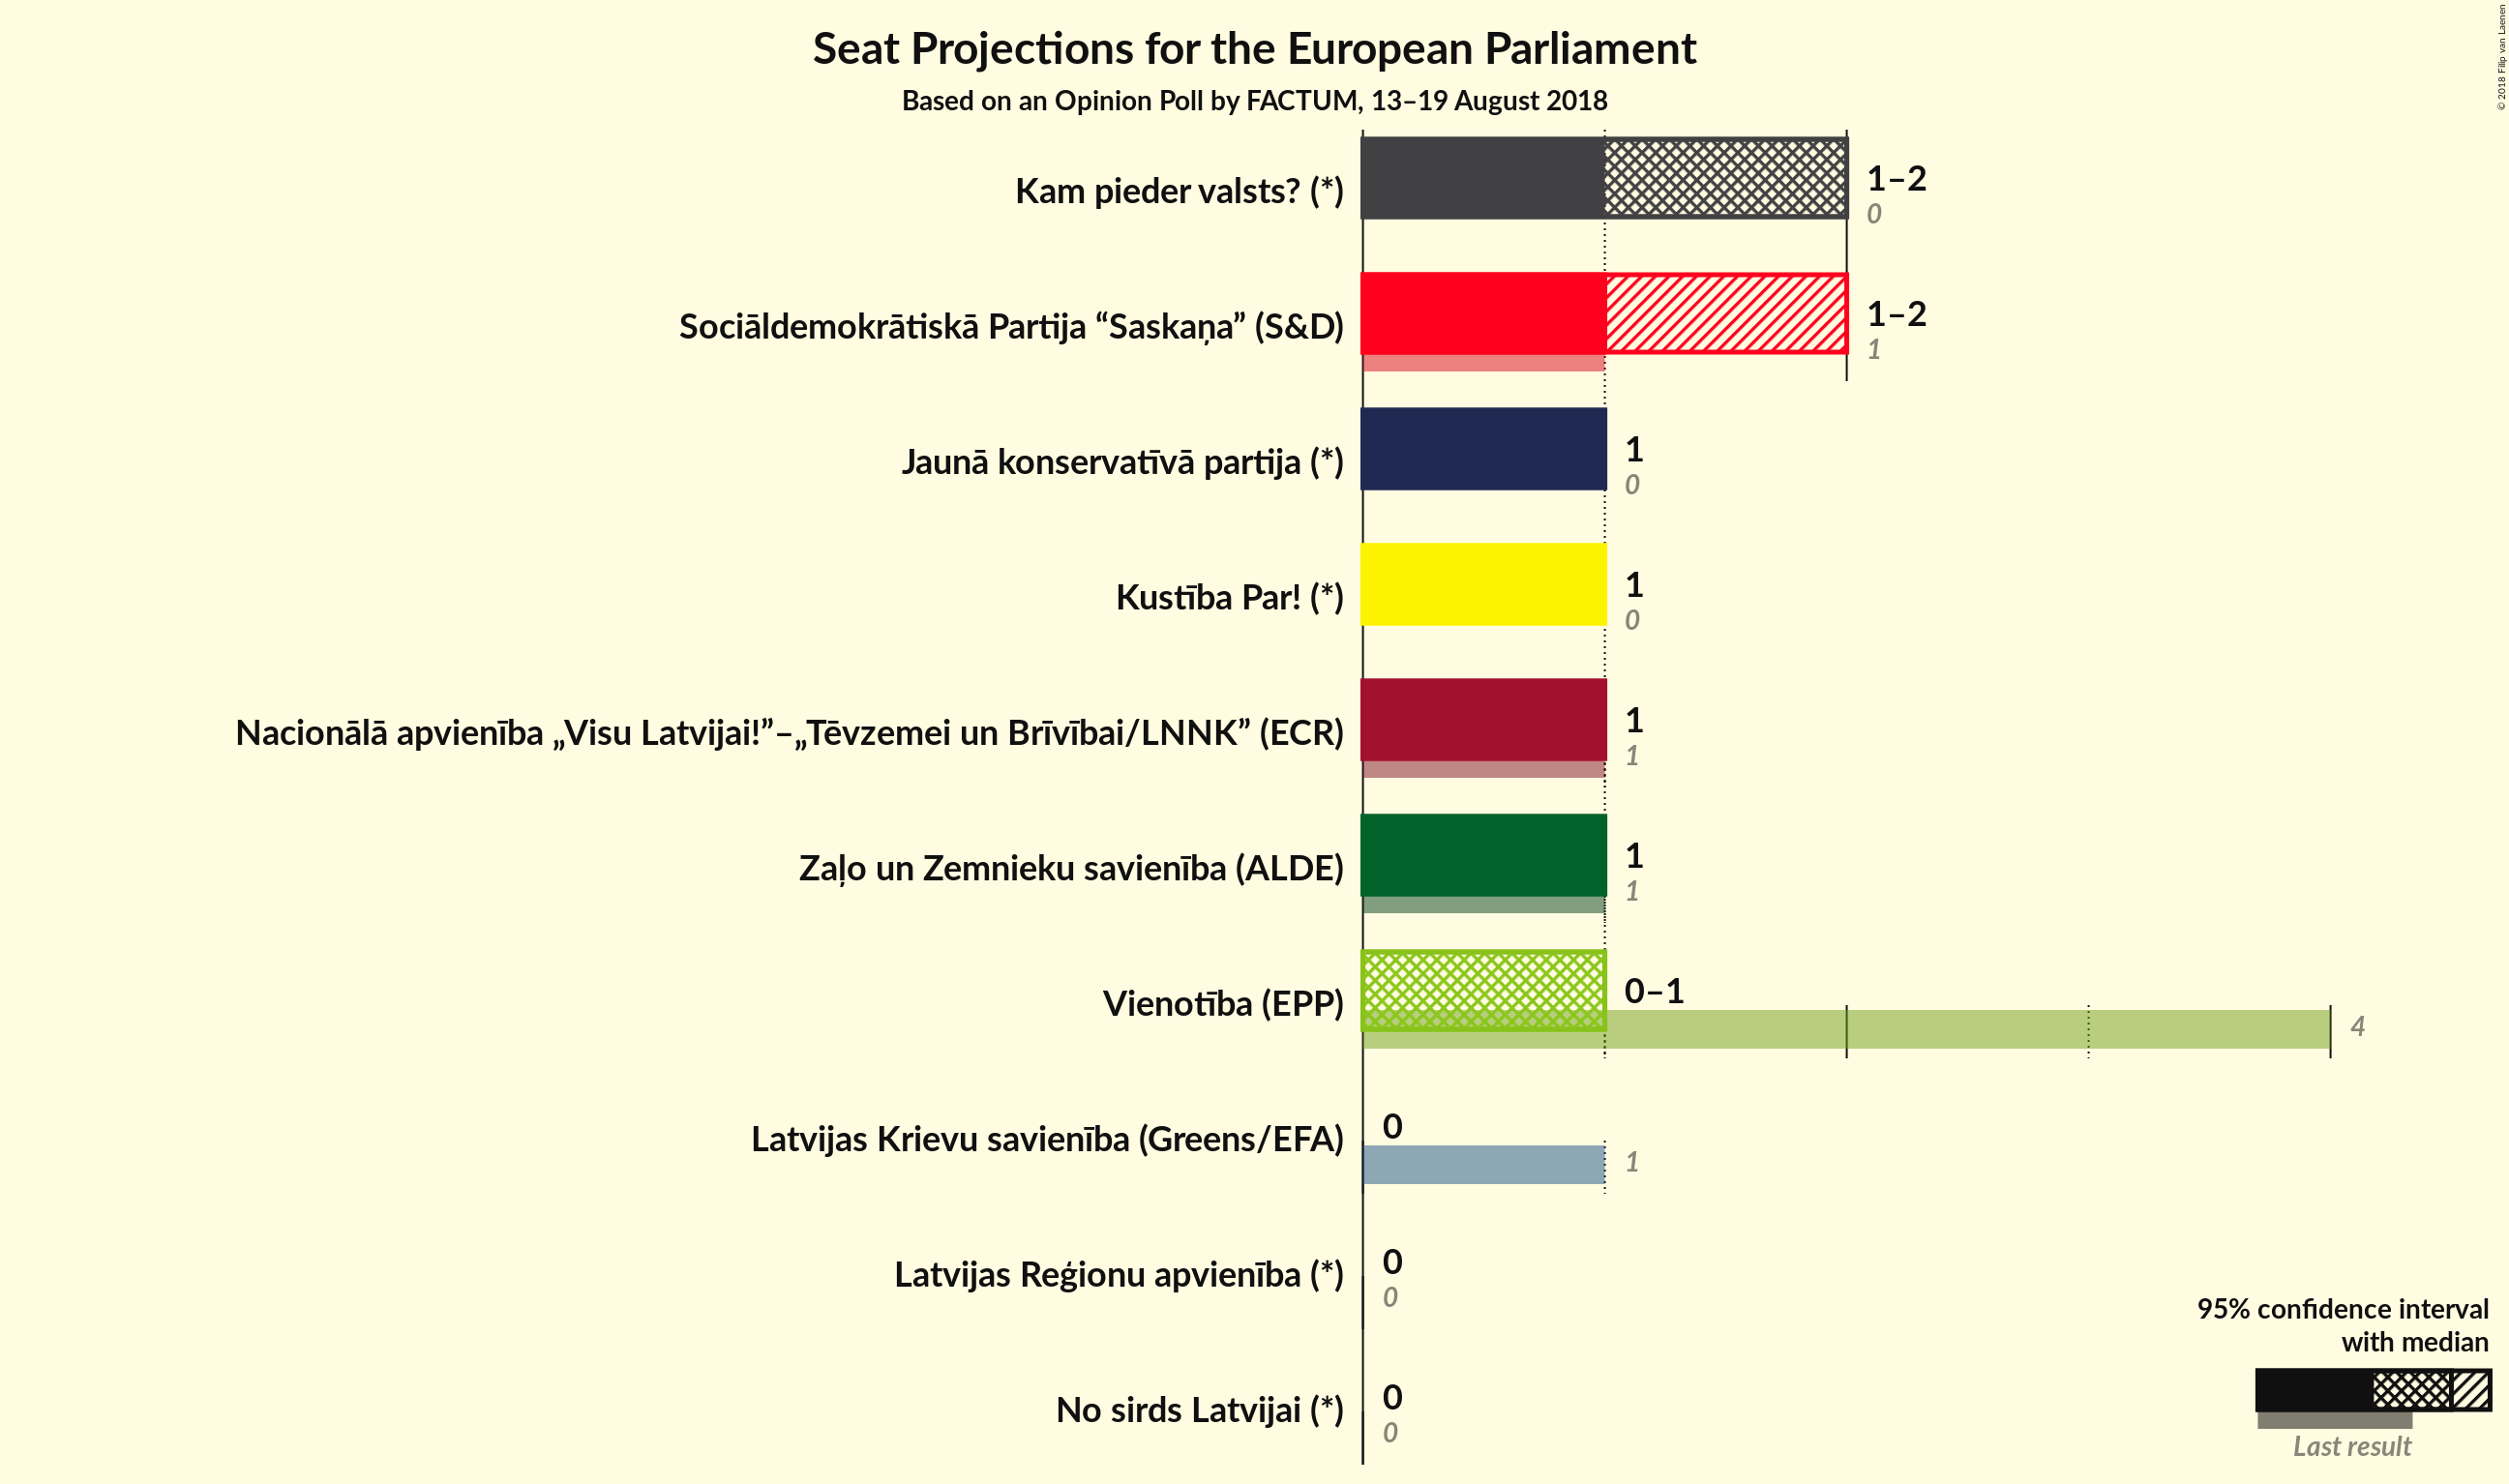 Seat Projections for the European Parliament
Based on an Opinion Poll by FACTUM, 13–19 August 2018
© 2018 Filip van Laenen
Kam pieder valsts? (*)
1–2
0
Sociāldemokrātiskā Partija “Saskaņa” (S&D)
1–2
1
Jaunā konservatīvā partija (*)
1
0
Kustība Par! (*)
1
0
Nacionālā apvienība „Visu Latvijai!”–„Tēvzemei un Brīvībai/LNNK” (ECR)
1
1
Zaļo un Zemnieku savienība (ALDE)
1
1
Vienotība (EPP)
0–1
4
Latvijas Krievu savienība (Greens/EFA)
0
1
Latvijas Reģionu apvienība (*)
0
0
No sirds Latvijai (*)
0
0
95% confidence interval
with median
Last result